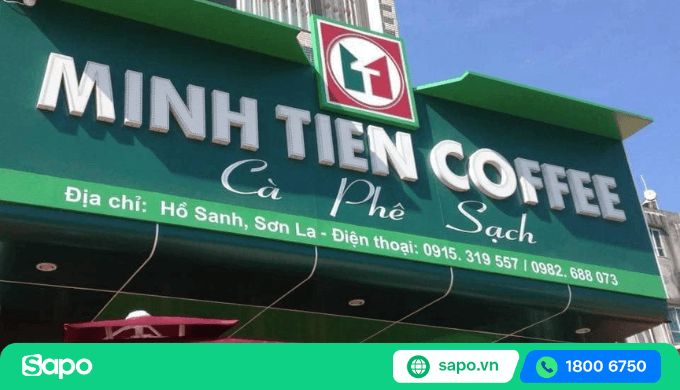 MINH TIEN COFFEE
Cà Phê Sạch
Địa chỉ: Hồ Sanh, Sơn La - Điện thoại: 0915. 319 557 / 0982. 688 073
Sapo
sapo.vn
1800 6750